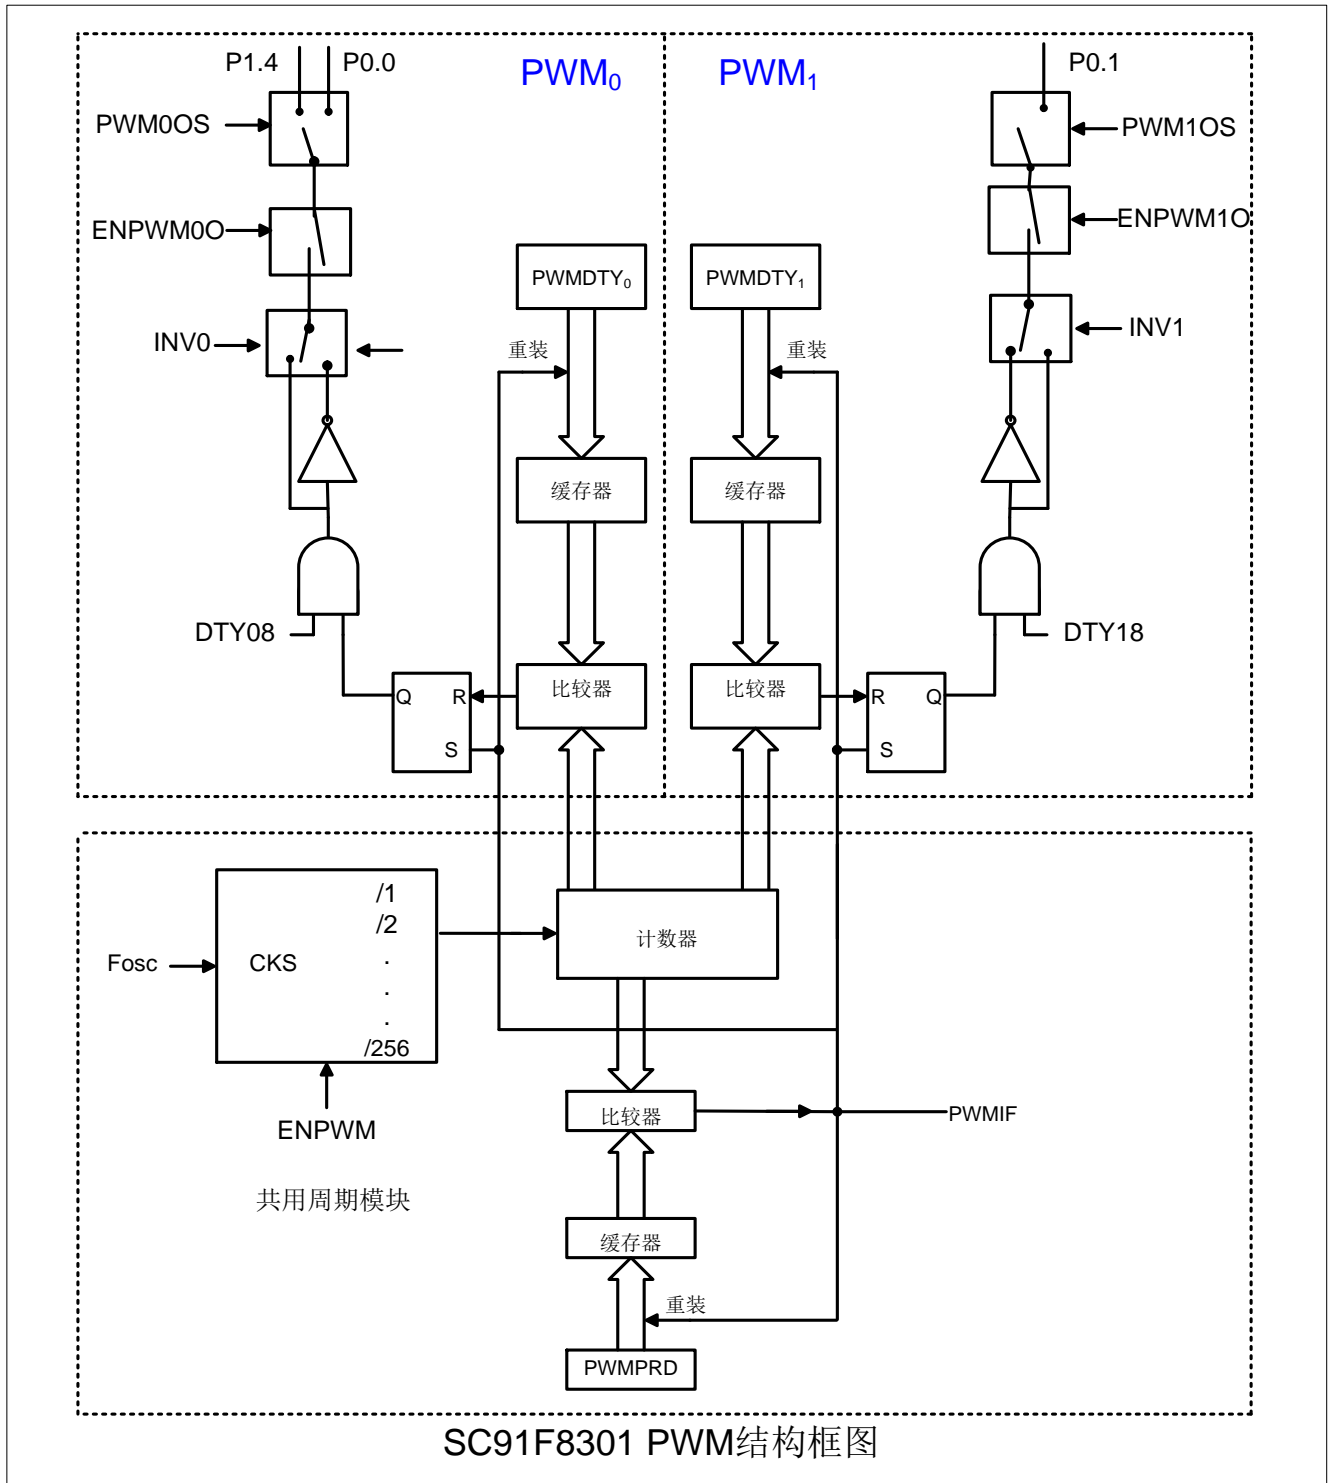 P1.4 P0.0 PWM0 PWM1 P0.1
PWM0OS PWM1OS
ENPWM0O ENPWM1O
PWMDTY0 PWMDTY1
INV0 重装 重装 INV1
缓存器 缓存器
DTY08 DTY18
Q R 比较器 比较器 R Q
S S
/1
/2
Fosc CKS 计数器
.
.
.
/256
ENPWM 比较器 PWMIF
共用周期模块
缓存器
重装
PWMPRD
SC91F8301 PWM结构框图